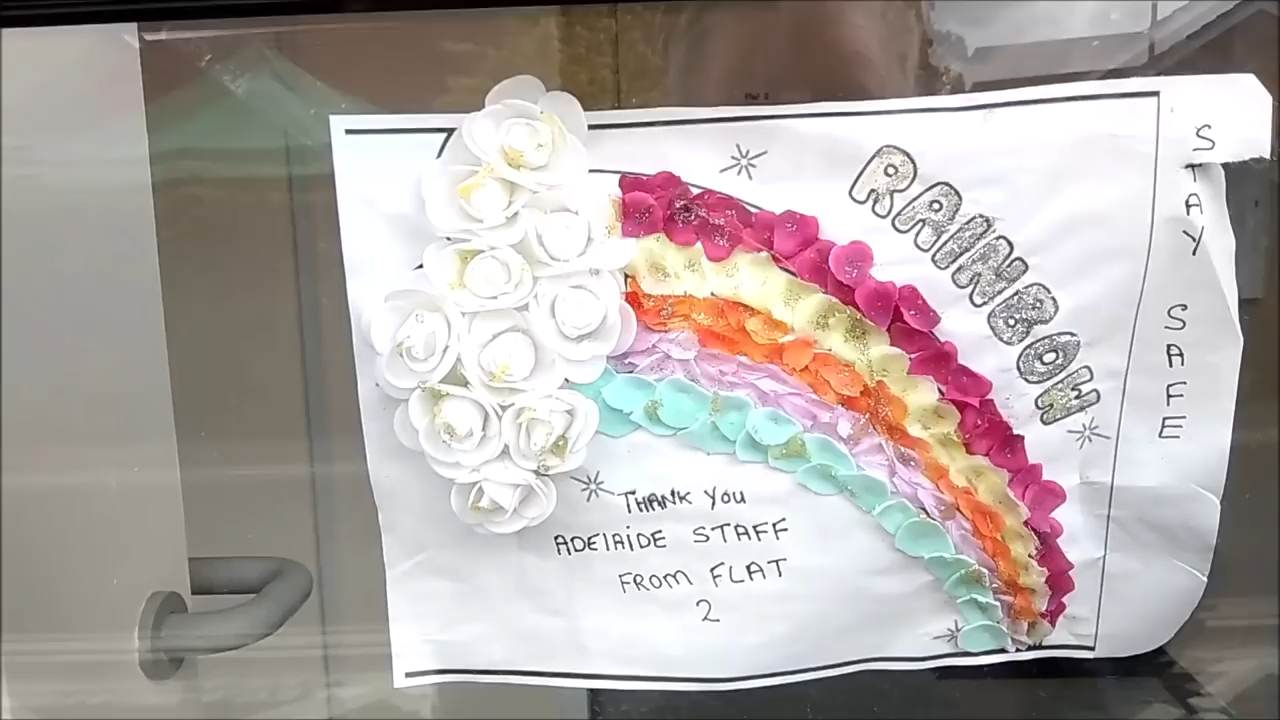 RAINBOW
STAY SAFE
THANK YOU
ADELAIDE STAFF
FROM FLAT
2